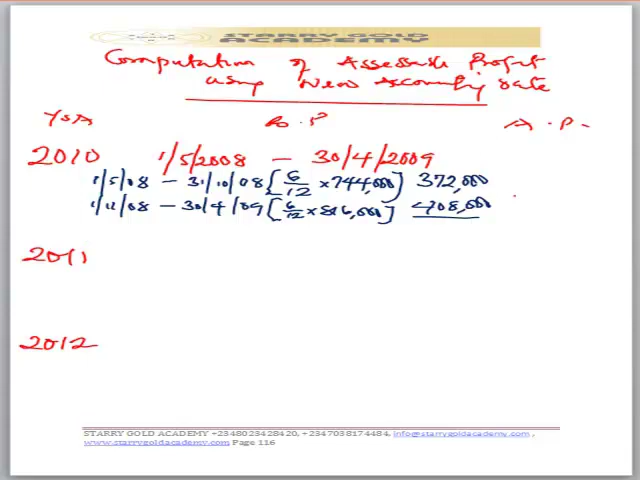 STARRY GOLD
ACADEMY
Computation of Assessable Profit
using New Accounting date
YOA B.P A.P
2010 1/5/2008 - 30/4/2009
1/5/08 - 31/10/08 [6/12 x 744,000] 372,000
1/11/08 - 30/4/09 [6/12 x 816,000] 408,000
2011
2012
STARRY GOLD ACADEMY +2348023428420, +2347038174484, info@starrygoldacademy.com ,
www.starrygoldacademy.com Page 116